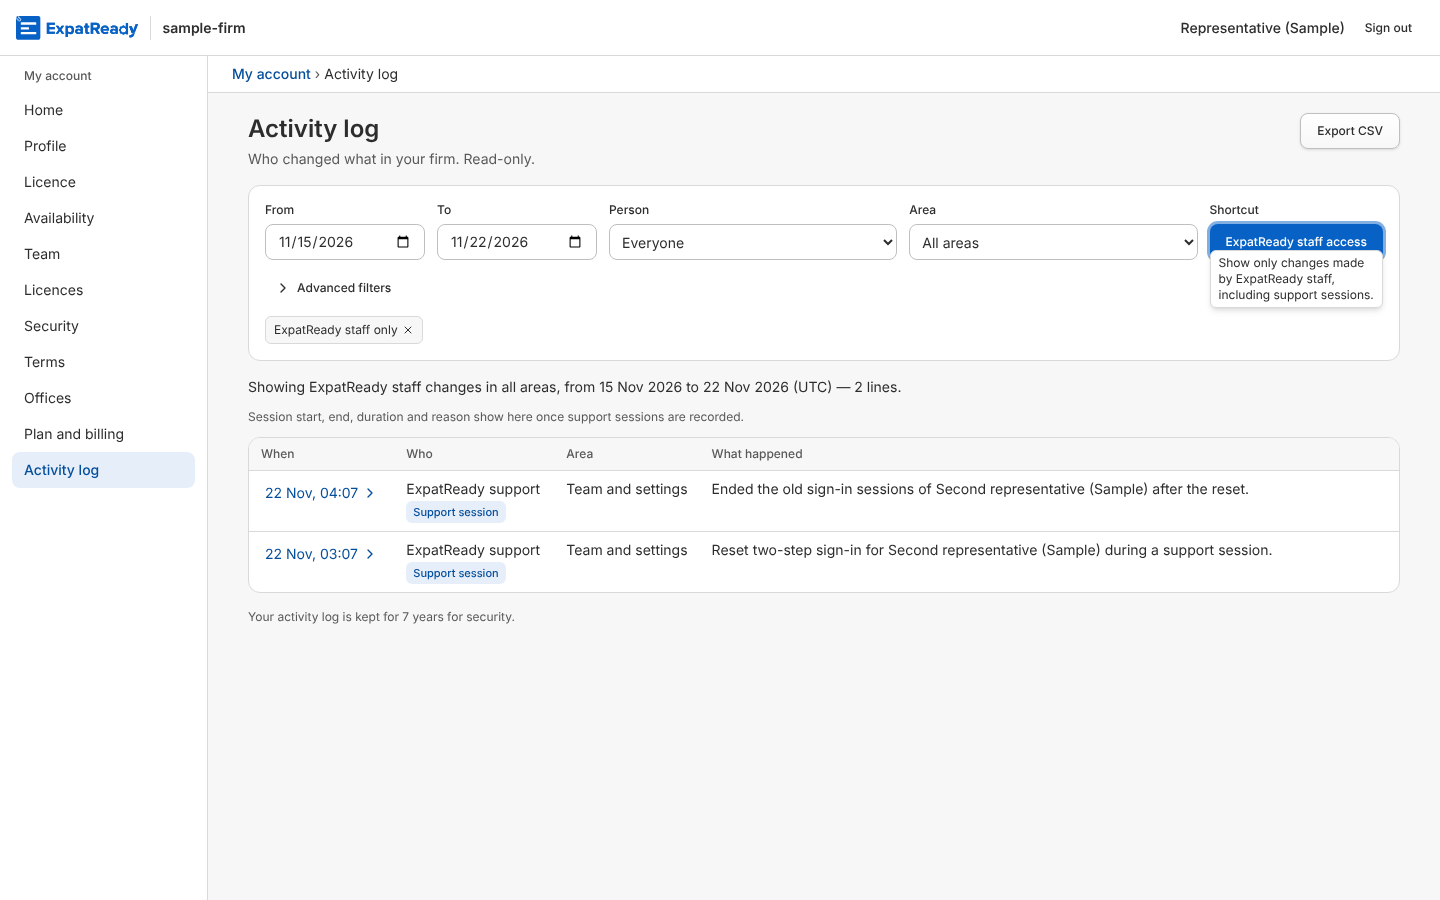 ExpatReady
sample-firm
Representative (Sample)
Sign out
My account
Home
Profile
Licence
Availability
Team
Licences
Security
Terms
Offices
Plan and billing
Activity log
My account › Activity log
Activity log
Who changed what in your firm. Read-only.
Export CSV
From
To
Person
Area
Shortcut
11/15/2026
11/22/2026
Everyone
All areas
ExpatReady staff access
Show only changes made
by ExpatReady staff,
including support sessions.
Advanced filters
ExpatReady staff only ×
Showing ExpatReady staff changes in all areas, from 15 Nov 2026 to 22 Nov 2026 (UTC) — 2 lines.
Session start, end, duration and reason show here once support sessions are recorded.
When Who Area What happened
22 Nov, 04:07 ExpatReady support Team and settings Ended the old sign-in sessions of Second representative (Sample) after the reset.
Support session
22 Nov, 03:07 ExpatReady support Team and settings Reset two-step sign-in for Second representative (Sample) during a support session.
Support session
Your activity log is kept for 7 years for security.